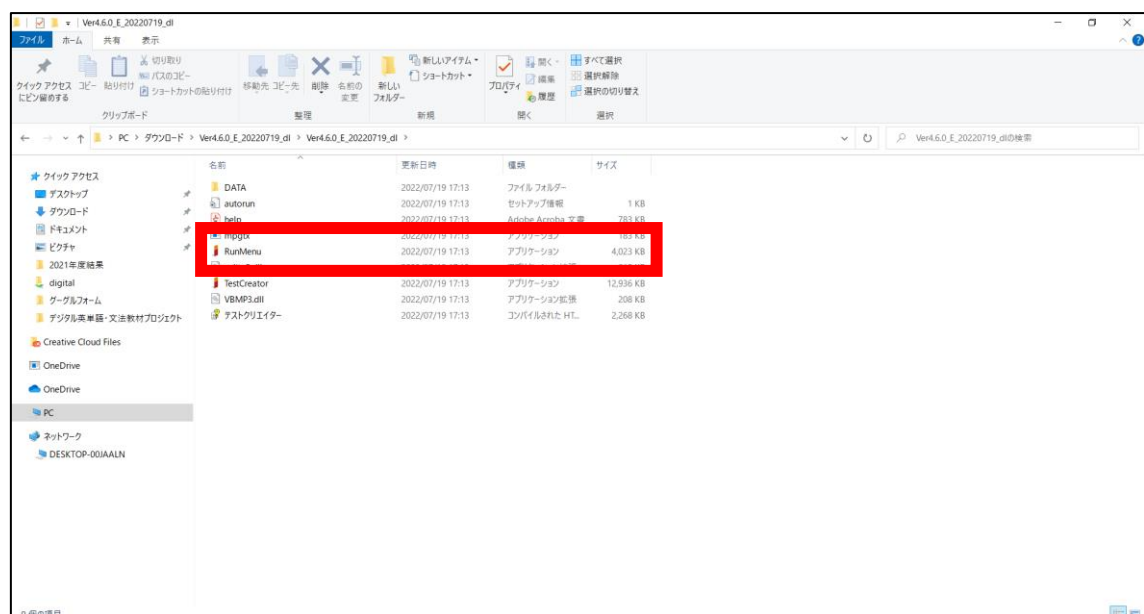 Ver4.6.0_E_20220719_dl
ファイル ホーム 共有 表示
クイック アクセスにピン留めする コピー 貼り付け 切り取り パスのコピー ショートカットの貼り付け
移動先 コピー先 削除 名前の変更
新しいフォルダー 新しいアイテム ショートカット
プロパティ 開く 編集 履歴
すべて選択 選択解除 選択の切り替え
クリップボード 整理 新規 開く 選択
PC > ダウンロード > Ver4.6.0_E_20220719_dl > Ver4.6.0_E_20220719_dl >
Ver4.6.0_E_20220719_dlの検索
名前 更新日時 種類 サイズ
DATA 2022/07/19 17:13 ファイル フォルダー
autorun 2022/07/19 17:13 セットアップ情報 1 KB
help 2022/07/19 17:13 Adobe Acroba 文書 783 KB
mpgtx 2022/07/19 17:13 アプリケーション 183 KB
RunMenu 2022/07/19 17:13 アプリケーション 4,023 KB
TestCreator 2022/07/19 17:13 アプリケーション 12,936 KB
VBMP3.dll 2022/07/19 17:13 アプリケーション拡張 208 KB
テストクリエイター 2022/07/19 17:13 コンパイルされた HT... 2,268 KB
クイック アクセス
デスクトップ
ダウンロード
ドキュメント
ピクチャ
2021年度結果
digital
グーグルフォーム
デジタル英単語・文法教材プロジェクト
Creative Cloud Files
OneDrive
OneDrive
PC
ネットワーク
DESKTOP-00JAALN